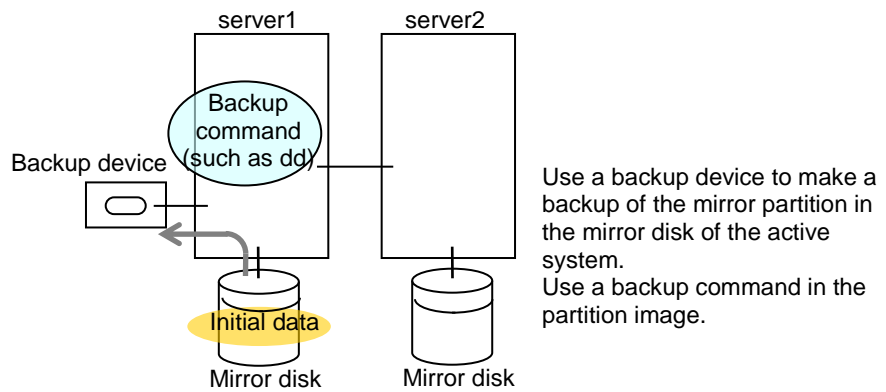 server1
server2
Backup
command
(such as dd)
Backup device
Use a backup device to make a
backup of the mirror partition in
the mirror disk of the active
system.
Use a backup command in the
partition image.
Initial data
Mirror disk
Mirror disk